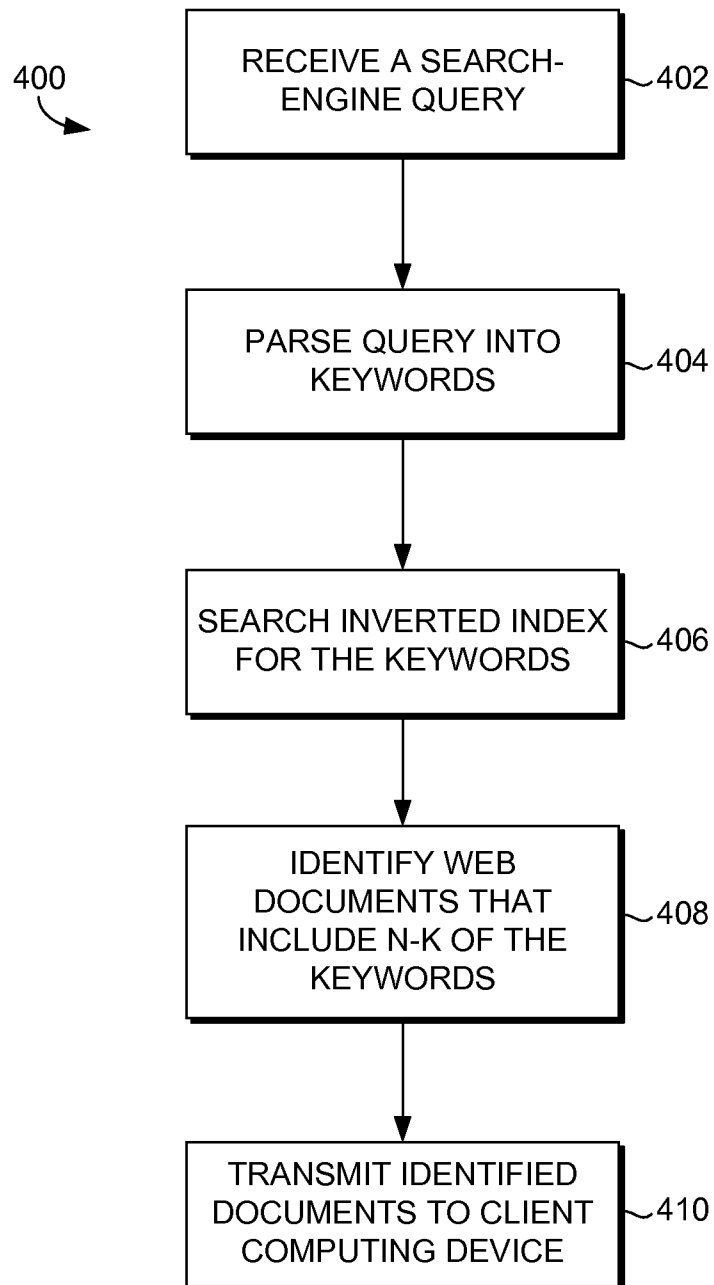 400
RECEIVE A SEARCH-
ENGINE QUERY
402
PARSE QUERY INTO
KEYWORDS
404
SEARCH INVERTED INDEX
FOR THE KEYWORDS
406
IDENTIFY WEB
DOCUMENTS THAT
INCLUDE N-K OF THE
KEYWORDS
408
TRANSMIT IDENTIFIED
DOCUMENTS TO CLIENT
COMPUTING DEVICE
410